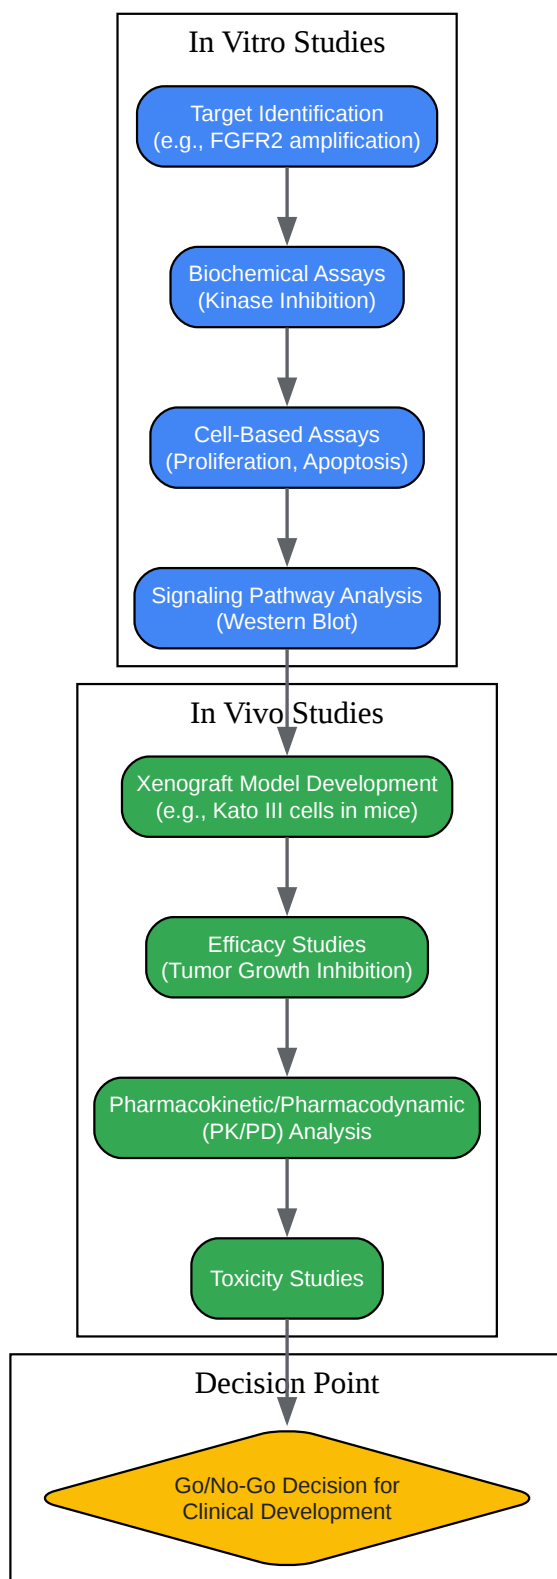 In Vitro Studies
Target Identification
(e.g., FGFR2 amplification)
Biochemical Assays
(Kinase Inhibition)
Cell-Based Assays
(Proliferation, Apoptosis)
Signaling Pathway Analysis
(Western Blot)
In Vivo Studies
Xenograft Model Development
(e.g., Kato III cells in mice)
Efficacy Studies
(Tumor Growth Inhibition)
Pharmacokinetic/Pharmacodynamic
(PK/PD) Analysis
Toxicity Studies
Decision Point
Go/No-Go Decision for
Clinical Development